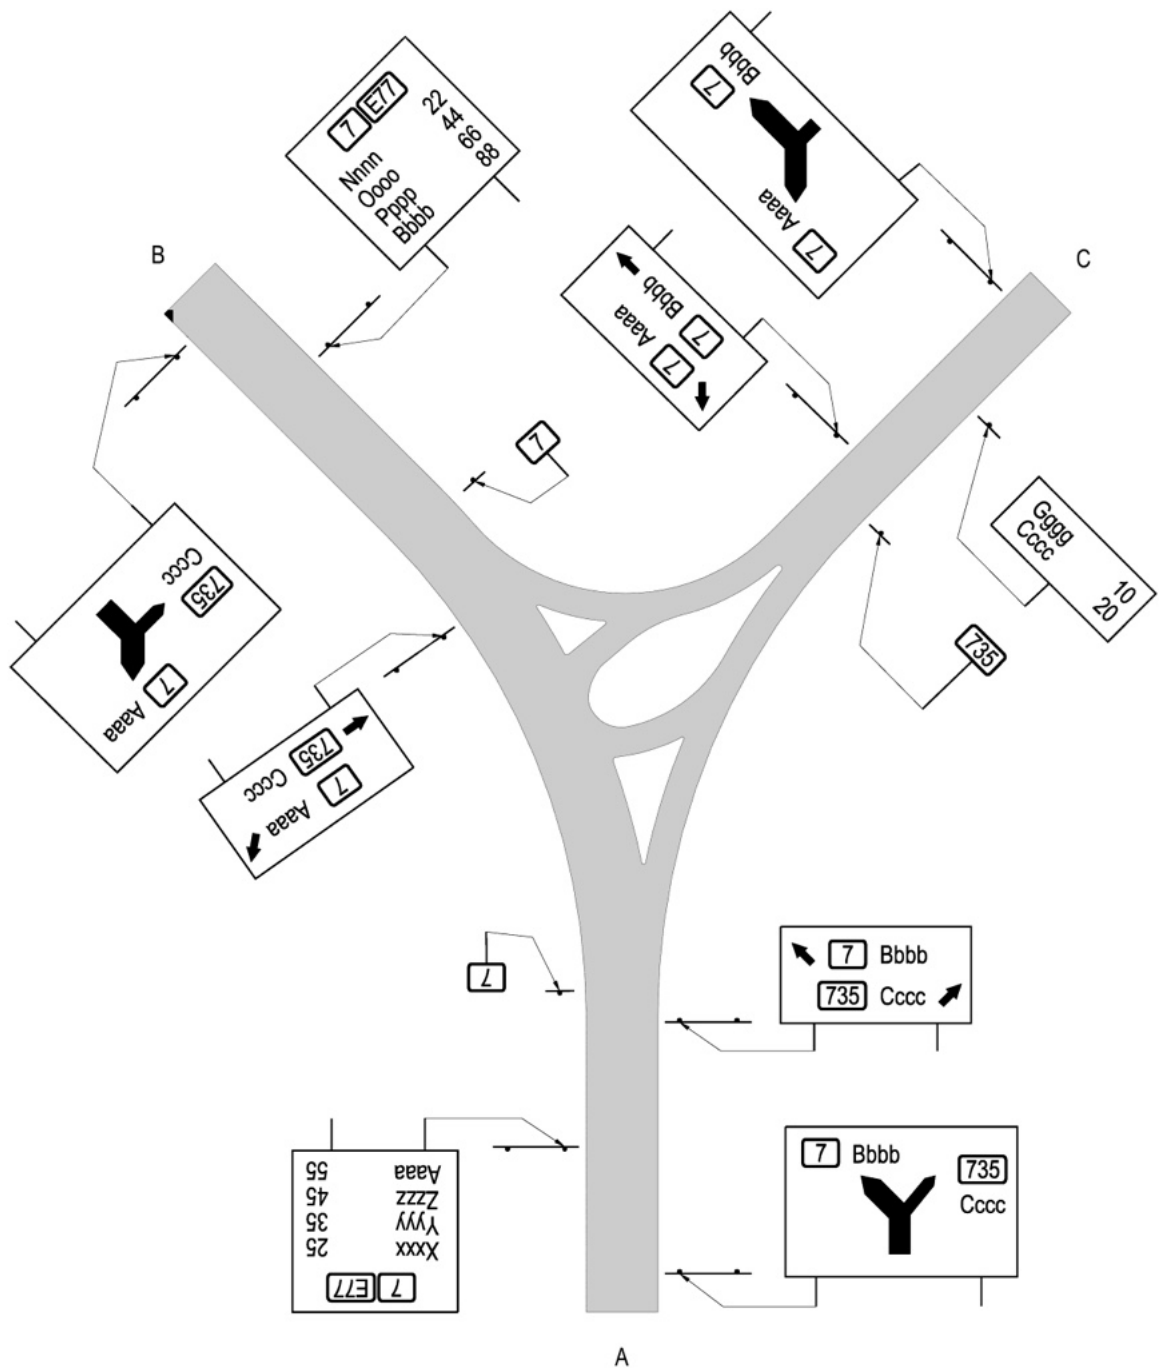 B
7 E77
Nnnn 22
Oooo 44
Pppp 66
Bbbb 88
7 Bbbb
Aaaa 7
C
Bbbb 7
Aaaa 7
7
Gggg 10
Cccc 20
735
735 Cccc
Aaaa 7
735 Cccc
7 Aaaa
7
7 Bbbb
735 Cccc
7 E77
Xxxx 25
Yyyy 35
Zzzz 45
Aaaa 55
7 Bbbb
735
Cccc
A